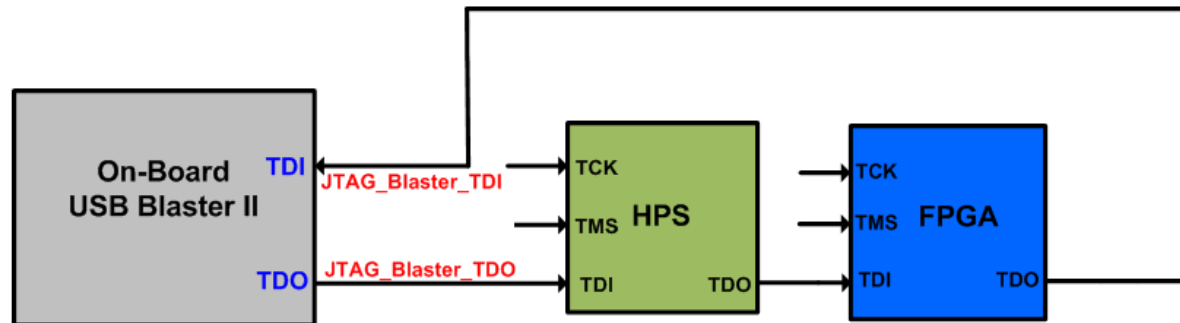 On-Board
USB Blaster II
TDI
TDO
JTAG_Blaster_TDI
JTAG_Blaster_TDO
TCK
TMS
HPS
TDI
TDO
TCK
TMS
FPGA
TDI
TDO